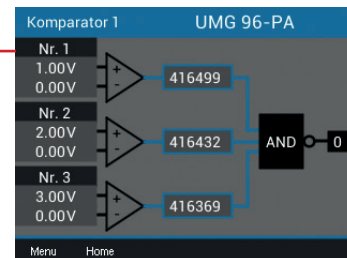 Komparator 1 UMG 96-PA
Nr. 1
1.00V
0.00V
+
-
416499
Nr. 2
2.00V
0.00V
+
-
416432
AND
0
Nr. 3
3.00V
0.00V
+
-
416369
Menu Home